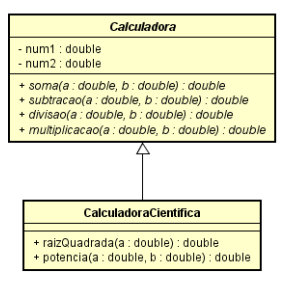 Calculadora
- num1 : double
- num2 : double
+ soma(a : double, b : double) : double
+ subtracao(a : double, b : double) : double
+ divisao(a : double, b : double) : double
+ multiplicacao(a : double, b : double) : double
CalculadoraCientifica
+ raizQuadrada(a : double) : double
+ potencia(a : double, b : double) : double